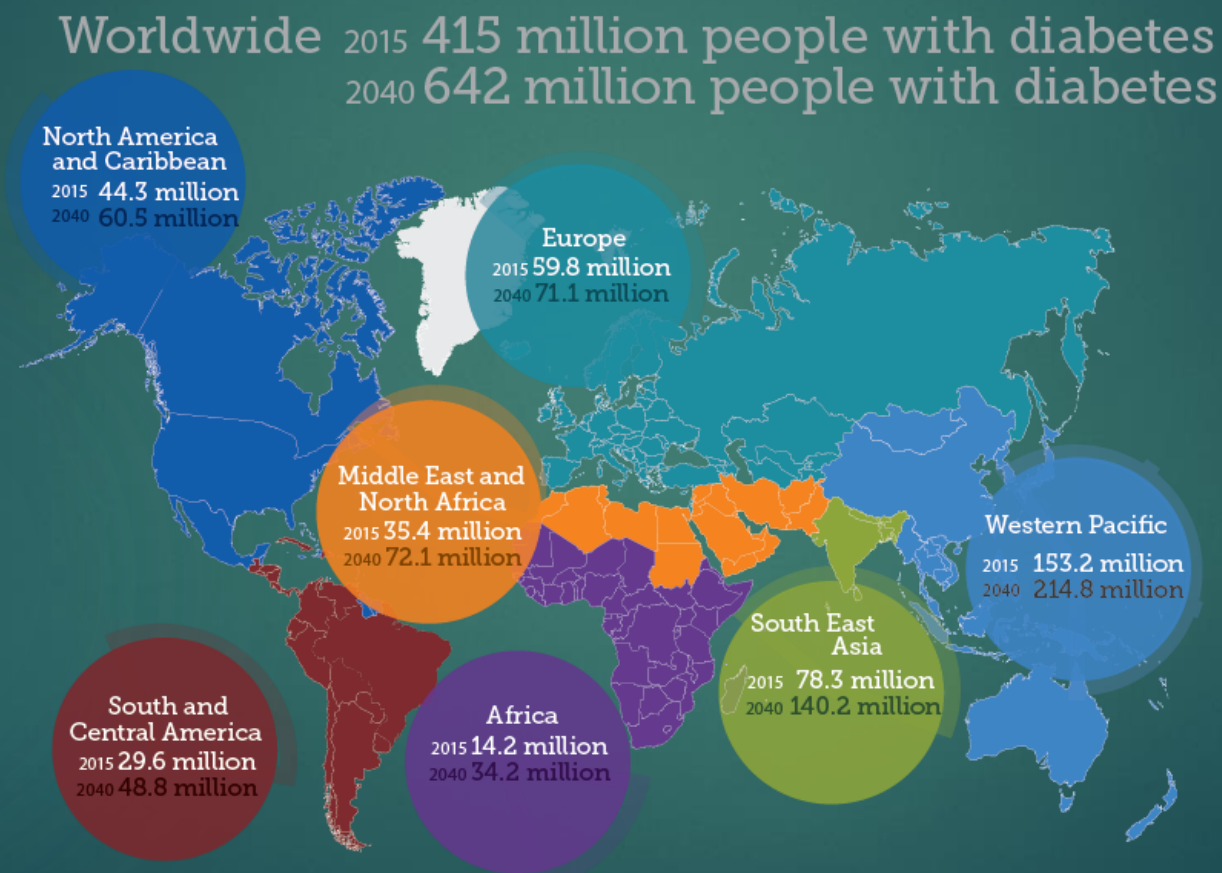 Worldwide 2015 415 million people with diabetes
2040 642 million people with diabetes
North America
and Caribbean
2015 44.3 million
2040 60.5 million
Europe
2015 59.8 million
2040 71.1 million
Middle East and
North Africa
2015 35.4 million
2040 72.1 million
Western Pacific
2015 153.2 million
2040 214.8 million
South East
Asia
2015 78.3 million
2040 140.2 million
South and
Central America
2015 29.6 million
2040 48.8 million
Africa
2015 14.2 million
2040 34.2 million